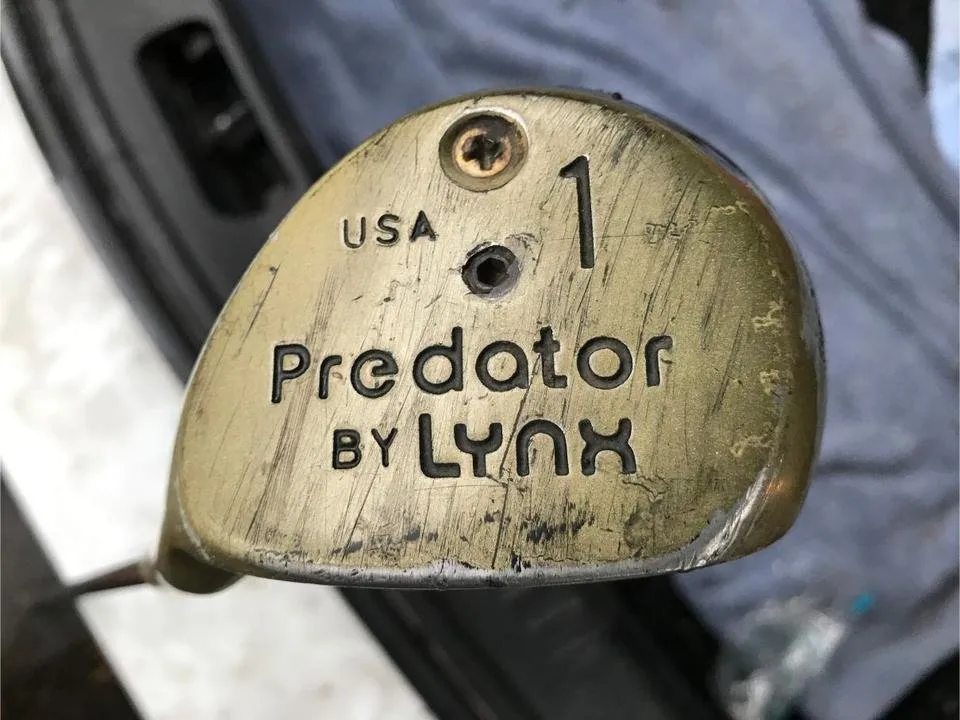 1
USA
Predator
BY Lynx